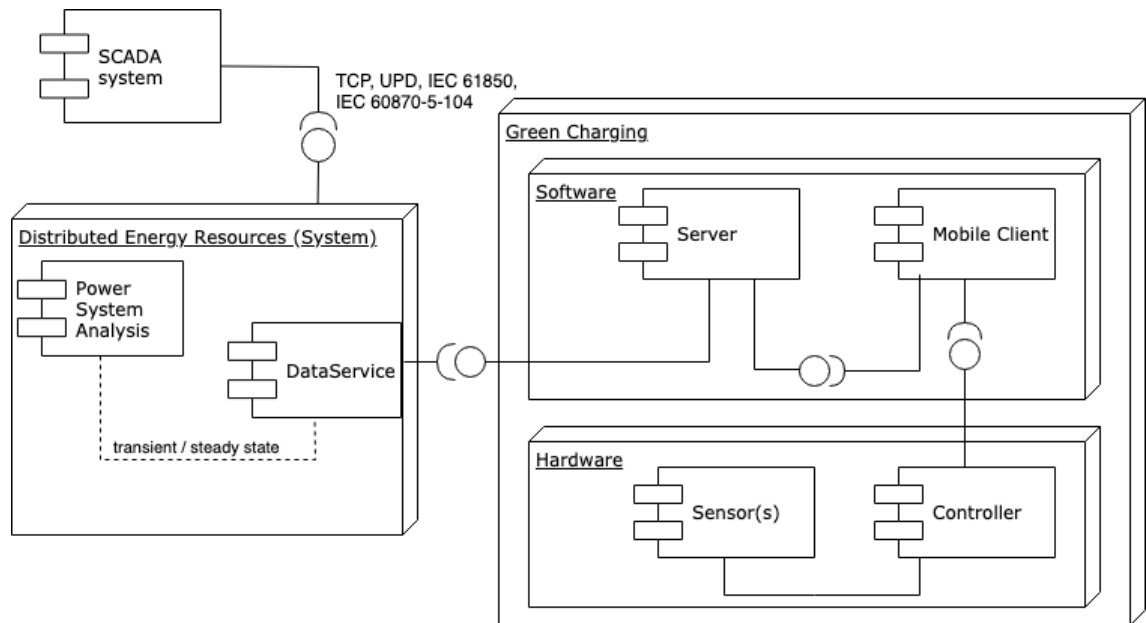 SCADA
system
TCP, UPD, IEC 61850,
IEC 60870-5-104
Green Charging
Software
Server
Mobile Client
Distributed Energy Resources (System)
Power
System
Analysis
DataService
transient / steady state
Hardware
Sensor(s)
Controller